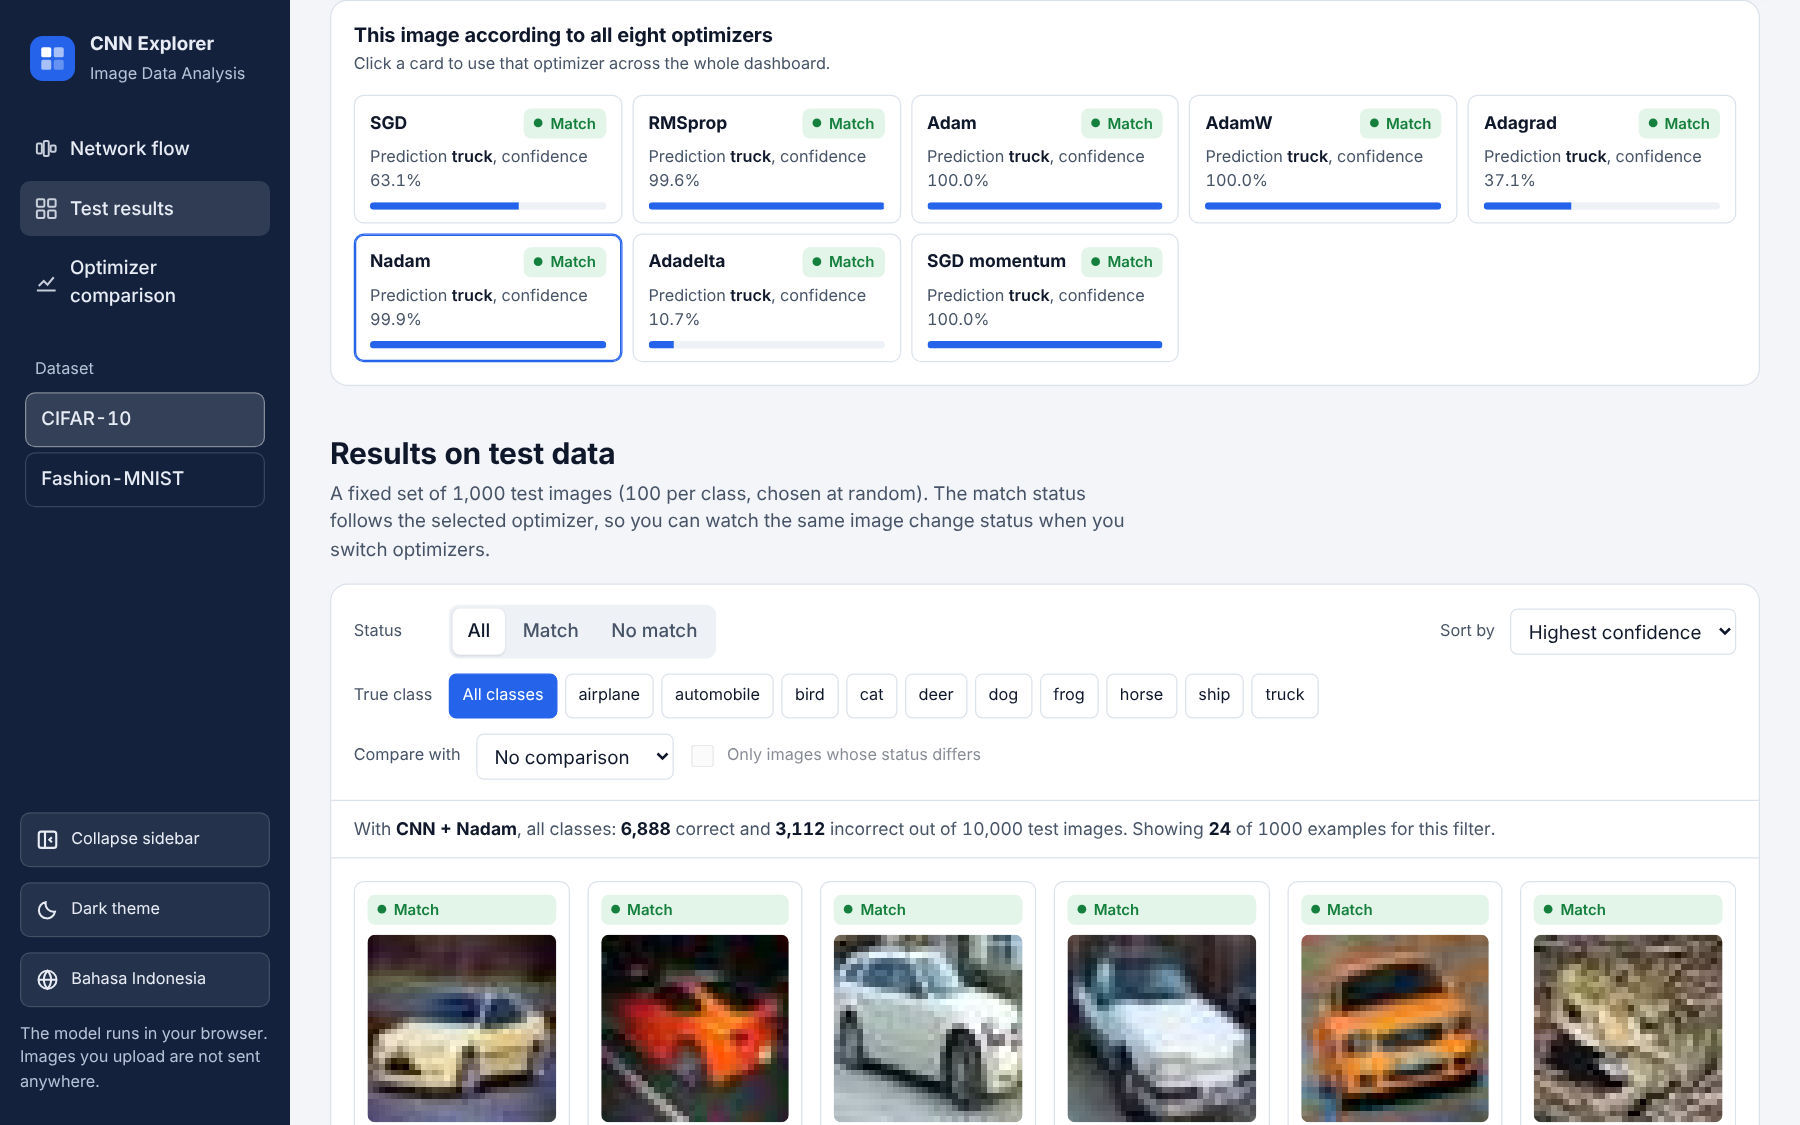 CNN Explorer
Image Data Analysis
Network flow
Test results
Optimizer
comparison
Dataset
CIFAR-10
Fashion-MNIST
Collapse sidebar
Dark theme
Bahasa Indonesia
The model runs in your browser.
Images you upload are not sent
anywhere.
This image according to all eight optimizers
Click a card to use that optimizer across the whole dashboard.
SGD
Match
Prediction truck, confidence
63.1%
RMSprop
Match
Prediction truck, confidence
99.6%
Adam
Match
Prediction truck, confidence
100.0%
AdamW
Match
Prediction truck, confidence
100.0%
Adagrad
Match
Prediction truck, confidence
37.1%
Nadam
Match
Prediction truck, confidence
99.9%
Adadelta
Match
Prediction truck, confidence
10.7%
SGD momentum
Match
Prediction truck, confidence
100.0%
Results on test data
A fixed set of 1,000 test images (100 per class, chosen at random). The match status
follows the selected optimizer, so you can watch the same image change status when you
switch optimizers.
Status
All
Match
No match
Sort by
Highest confidence
True class
All classes
airplane
automobile
bird
cat
deer
dog
frog
horse
ship
truck
Compare with
No comparison
Only images whose status differs
With CNN + Nadam, all classes: 6,888 correct and 3,112 incorrect out of 10,000 test images. Showing 24 of 1000 examples for this filter.
Match
Match
Match
Match
Match
Match